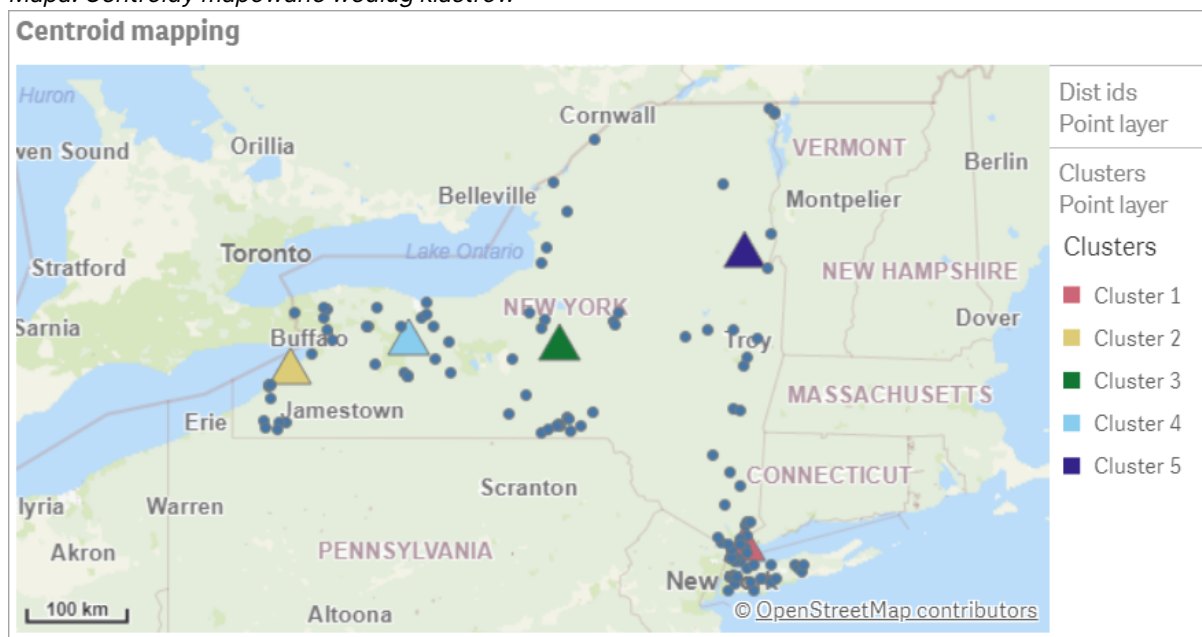 Centroid mapping
Huron
Cornwall
ven Sound
Orillia
VERMONT
Berlin
Belleville
Montpelier
Toronto
Lake Ontario
Stratford
NEW HAMPSHIRE
NEW YORK
Sarnia
Buffalo
Troy
Dover
MASSACHUSETTS
Erie
Jamestown
CONNECTICUT
Scranton
lyria
Warren
Akron
PENNSYLVANIA
New
k
100 km
Altoona
© OpenStreetMap contributors
Dist ids
Point layer
Clusters
Point layer
Clusters
Cluster 1
Cluster 2
Cluster 3
Cluster 4
Cluster 5